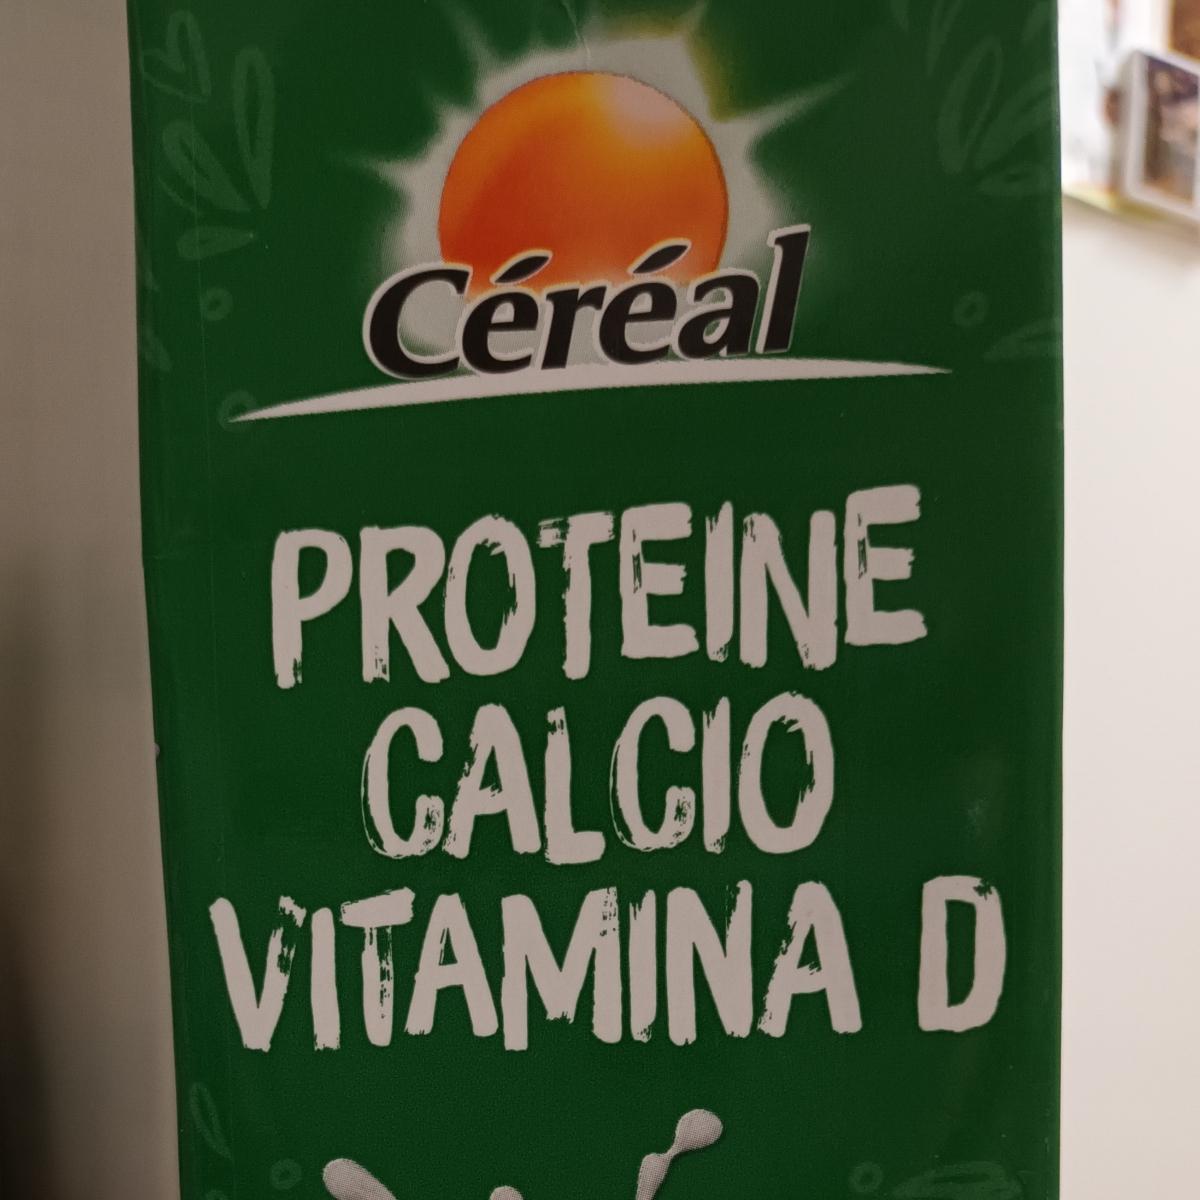 Céréal
PROTEINE
CALCIO
VITAMINA D